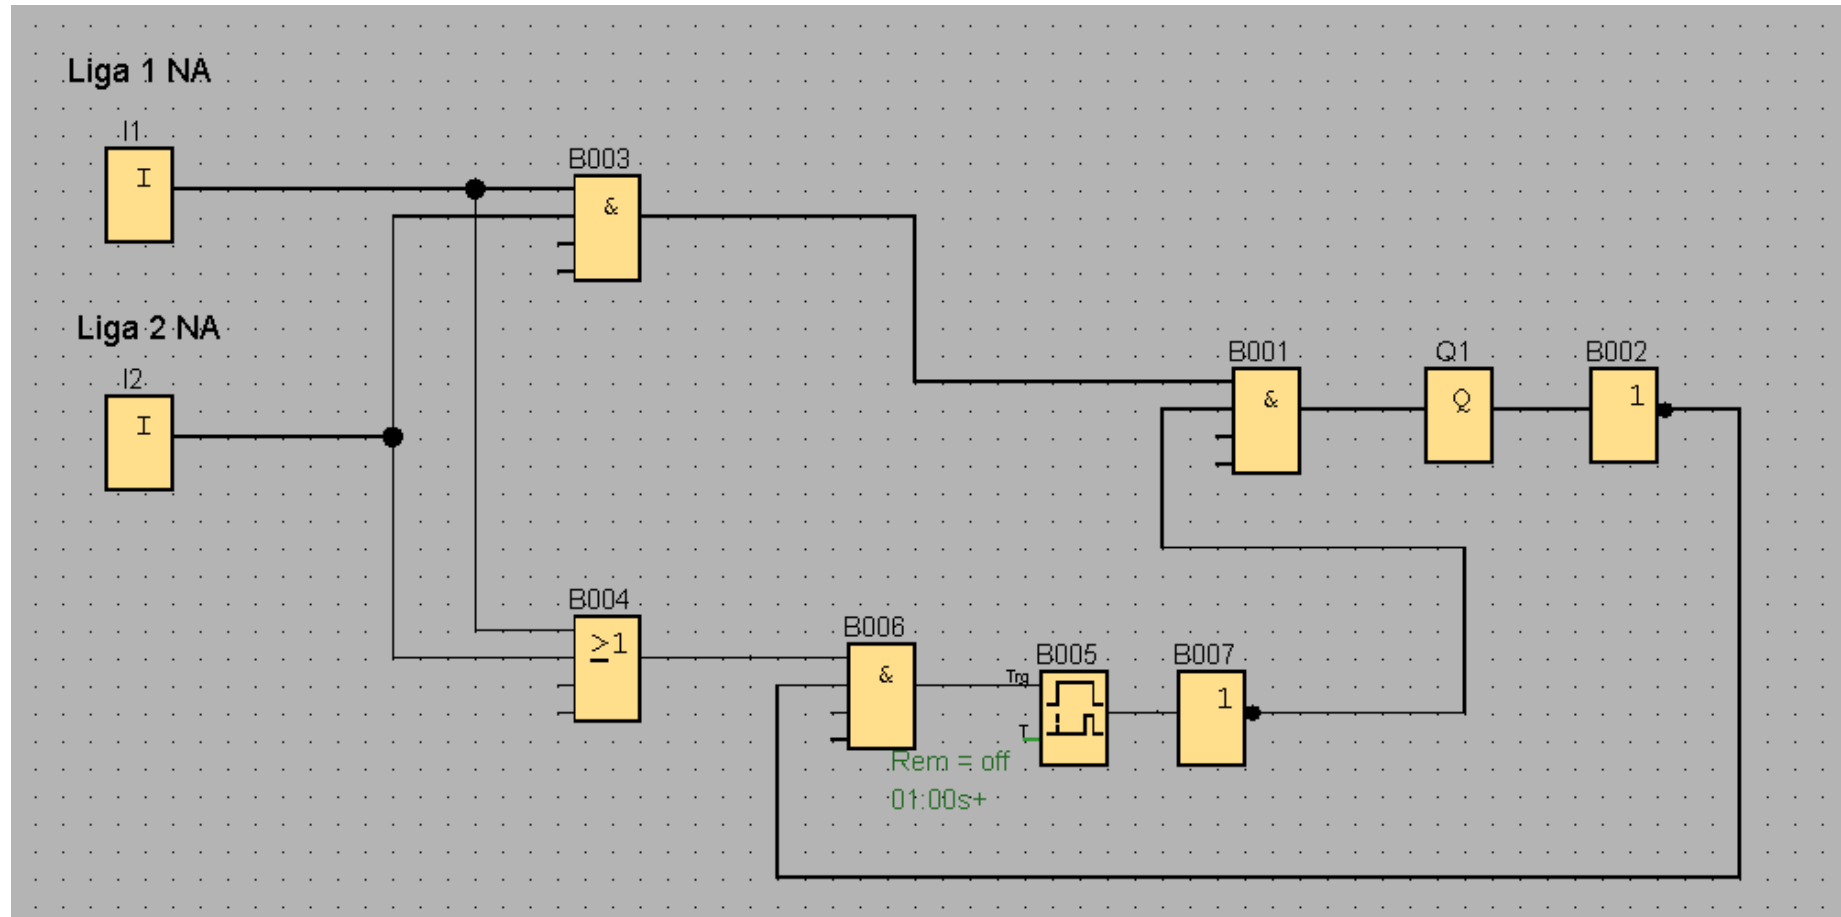 Liga 1 NA
I1
I
B003
&
Liga 2 NA
I2
I
B001
&
Q1
Q
B002
1
B004
≥1
B006
&
B005
Trg
T
B007
1
Rem = off
01:00s+